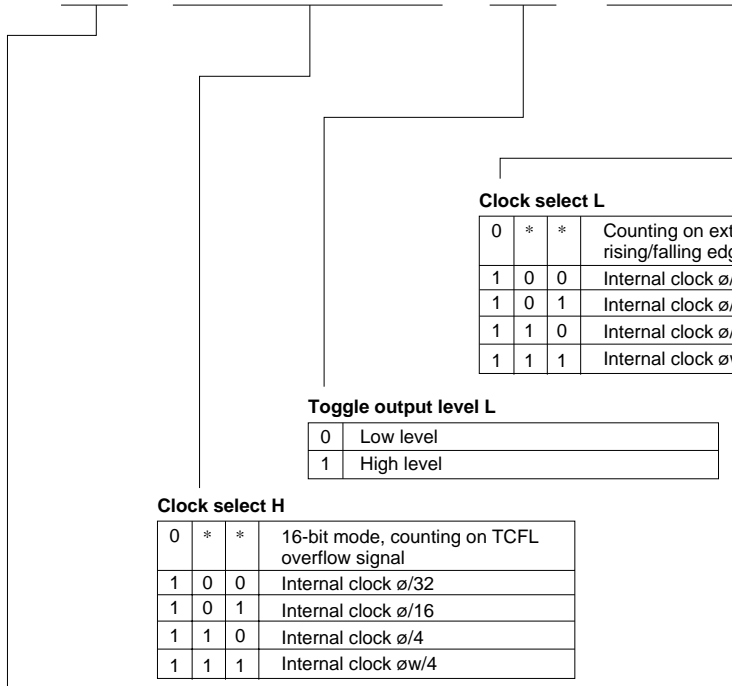 Clock select L
0 * * Counting on ext
rising/falling edg
1 0 0 Internal clock ø/
1 0 1 Internal clock ø/
1 1 0 Internal clock ø/
1 1 1 Internal clock øw
Toggle output level L
0 Low level
1 High level
Clock select H
0 * * 16-bit mode, counting on TCFL
overflow signal
1 0 0 Internal clock ø/32
1 0 1 Internal clock ø/16
1 1 0 Internal clock ø/4
1 1 1 Internal clock øw/4